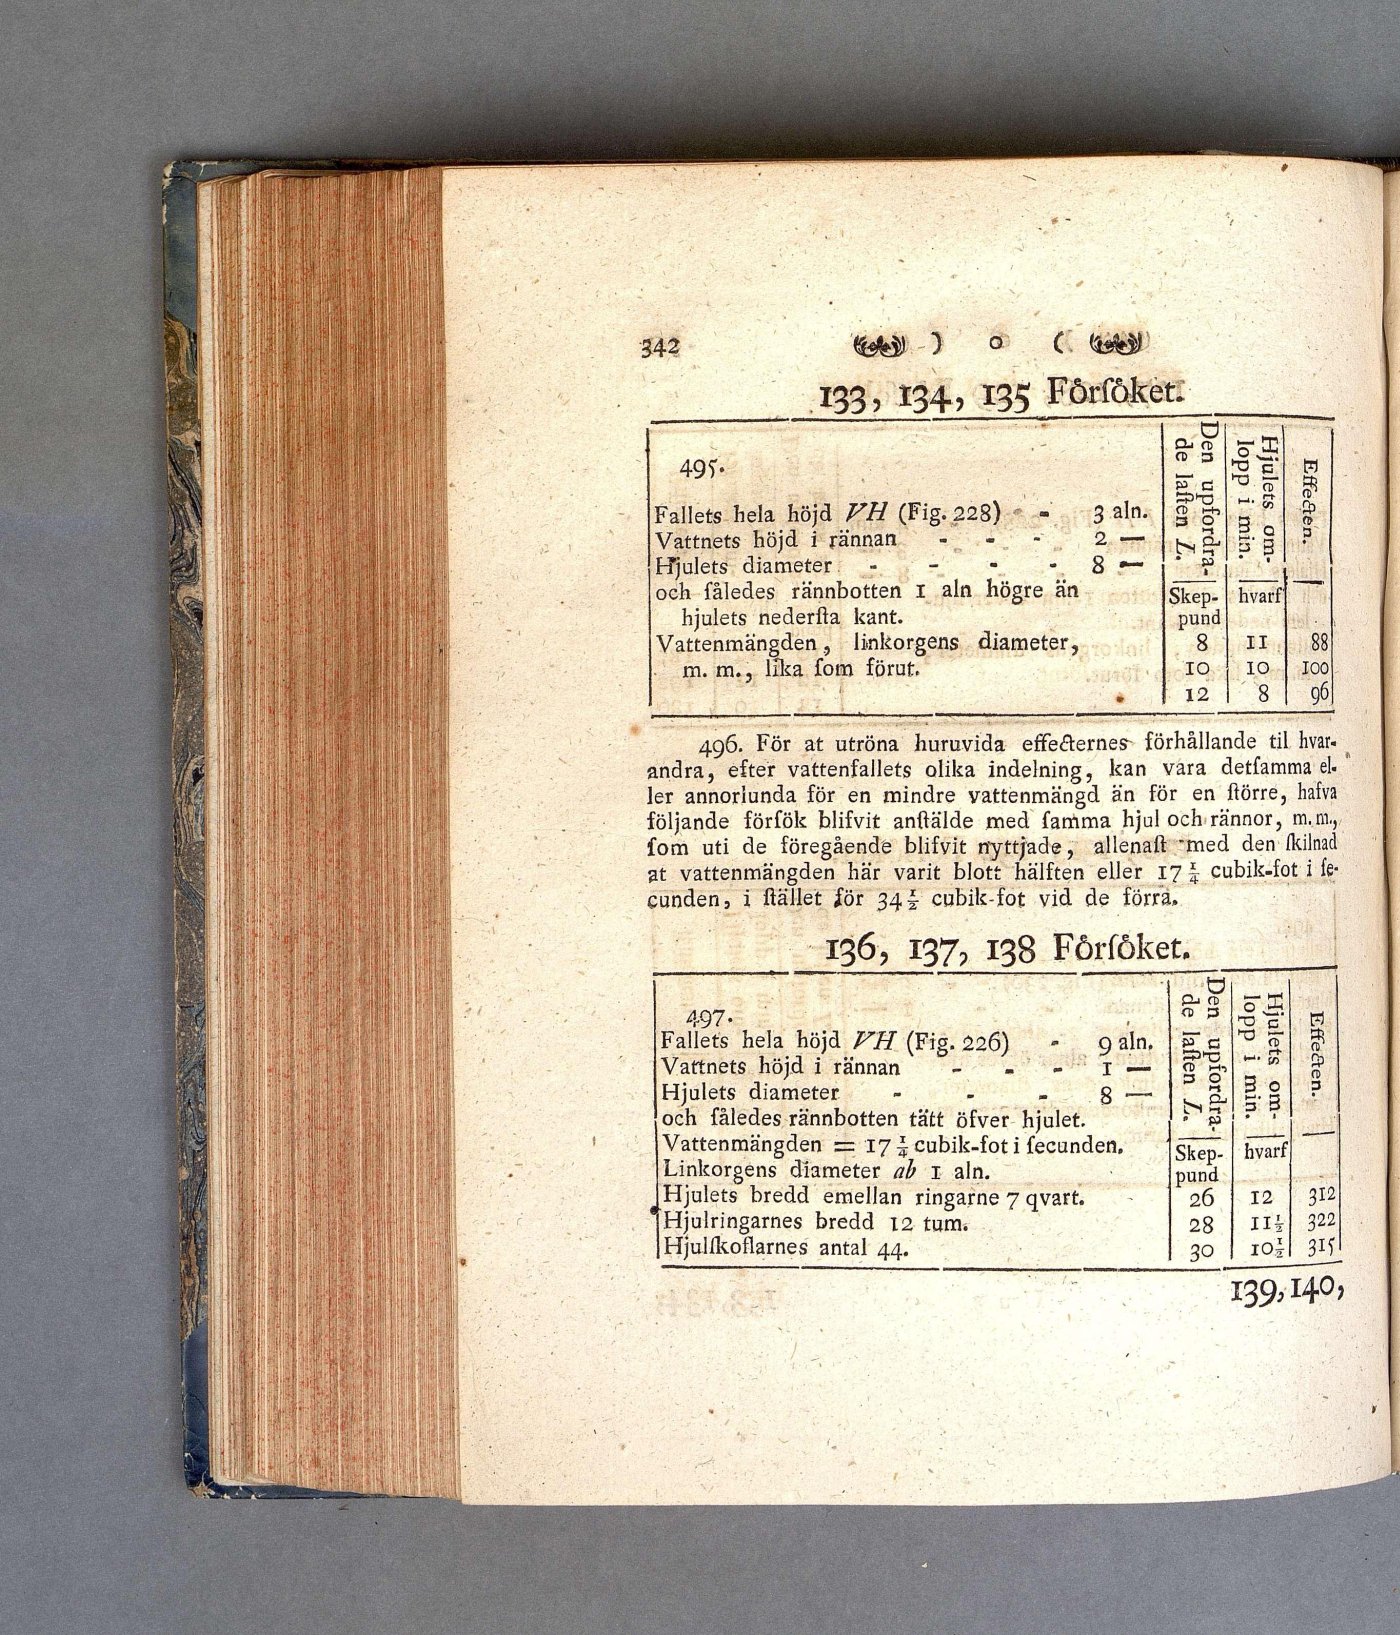 342 ) o (
133, 134, 135 Förſöket.
495.
Fallets hela höjd VH (Fig. 228) - - 3 aln.
Vattnets höjd i rännan - - - 2 —
Hjulets diameter - - - - 8 —
och ſåledes rännbotten 1 aln högre än
hjulets nederſta kant.
Vattenmängden, linkorgens diameter,
m. m., lika ſom förut.
Den upfordra-
de laſten L.
Hjulets om-
lopp i min.
Effecten.
Skep- hvarf
pund
8 11 88
10 10 100
12 8 96
496. För at utröna huruvida effecternes förhållande til hvar-
andra, efter vattenfallets olika indelning, kan vara detſamma el-
ler annorlunda för en mindre vattenmängd än för en ſtörre, hafva
följande förſök blifvit anſtälde med ſamma hjul och rännor, m. m.,
ſom uti de föregående blifvit nyttjade, allenaſt med den ſkilnad
at vattenmängden här varit blott hälften eller 17 1/4 cubik-fot i ſe-
cunden, i ſtället för 34 1/2 cubik-fot vid de förra.
136, 137, 138 Förſöket.
497.
Fallets hela höjd VH (Fig. 226) - 9 aln.
Vattnets höjd i rännan - - - 1 —
Hjulets diameter - - - 8 —
och ſåledes rännbotten tätt öfver hjulet.
Vattenmängden = 17 1/4 cubik-fot i ſecunden.
Linkorgens diameter ab 1 aln.
Hjulets bredd emellan ringarne 7 qvart.
Hjulringarnes bredd 12 tum.
Hjulſkoflarnes antal 44.
Den upfordra-
de laſten L.
Hjulets om-
lopp i min.
Effecten.
Skep- hvarf
pund
26 12 312
28 11 1/2 322
30 10 1/2 315
139, 140,